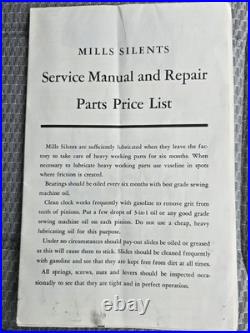 MILLS SILENTS
Service Manual and Repair
Parts Price List
Mills Silents are sufficiently lubricated when they leave the fac-
tory to take care of heavy working parts for six months. When
necessary to lubricate heavy working parts use vaseline in spots
where friction is created.
Bearings should be oiled every six months with best grade sewing
machine oil.
Clean clock works frequently with gasoline to remove grit from
teeth of pinions. Put a few drops of 3-in-1 oil or any good grade
sewing machine oil on these parts. Do not use a cheap, heavy
lubricating oil for this purpose.
Under no circumstances should pay-out slides be oiled or greased
as this will cause them to stick. Slides should be cleaned frequently
with gasoline and see that they are kept free from dirt at all times.
All springs, screws, nuts and levers should be inspected occa-
sionally to see that they are tight and in perfect operation.